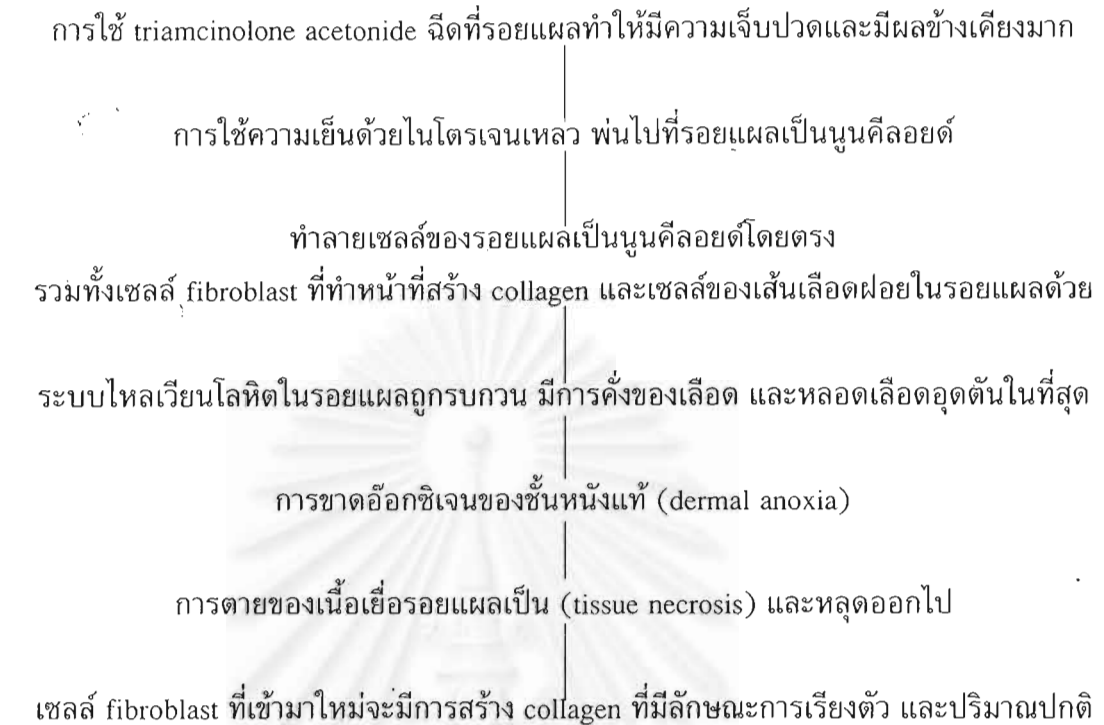 การใช้ triamcinolone acetonide ฉีดที่รอยแผลทำให้มีความเจ็บปวดและมีผลข้างเคียงมาก
การใช้ความเย็นด้วยไนโตรเจนเหลว พ่นไปที่รอยแผลเป็นนูนคีลอยด์
ทำลายเซลล์ของรอยแผลเป็นนูนคีลอยด์โดยตรง
รวมทั้งเซลล์ fibroblast ที่ทำหน้าที่สร้าง collagen และเซลล์ของเส้นเลือดฝอยในรอยแผลด้วย
ระบบไหลเวียนโลหิตในรอยแผลถูกรบกวน มีการคั่งของเลือด และหลอดเลือดอุดตันในที่สุด
การขาดอ๊อกซิเจนของชั้นหนังแท้ (dermal anoxia)
การตายของเนื้อเยื่อรอยแผลเป็น (tissue necrosis) และหลุดออกไป
เซลล์ fibroblast ที่เข้ามาใหม่จะมีการสร้าง collagen ที่มีลักษณะการเรียงตัว และปริมาณปกติ